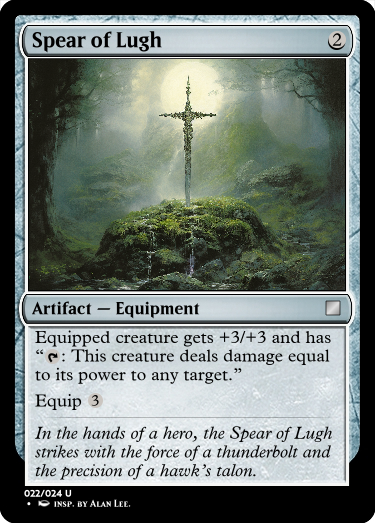 Spear of Lugh 2
Artifact — Equipment
Equipped creature gets +3/+3 and has
“: This creature deals damage equal
to its power to any target.”
Equip 3
In the hands of a hero, the Spear of Lugh
strikes with the force of a thunderbolt and
the precision of a hawk's talon.
022/024 U
• INSP. BY ALAN LEE.